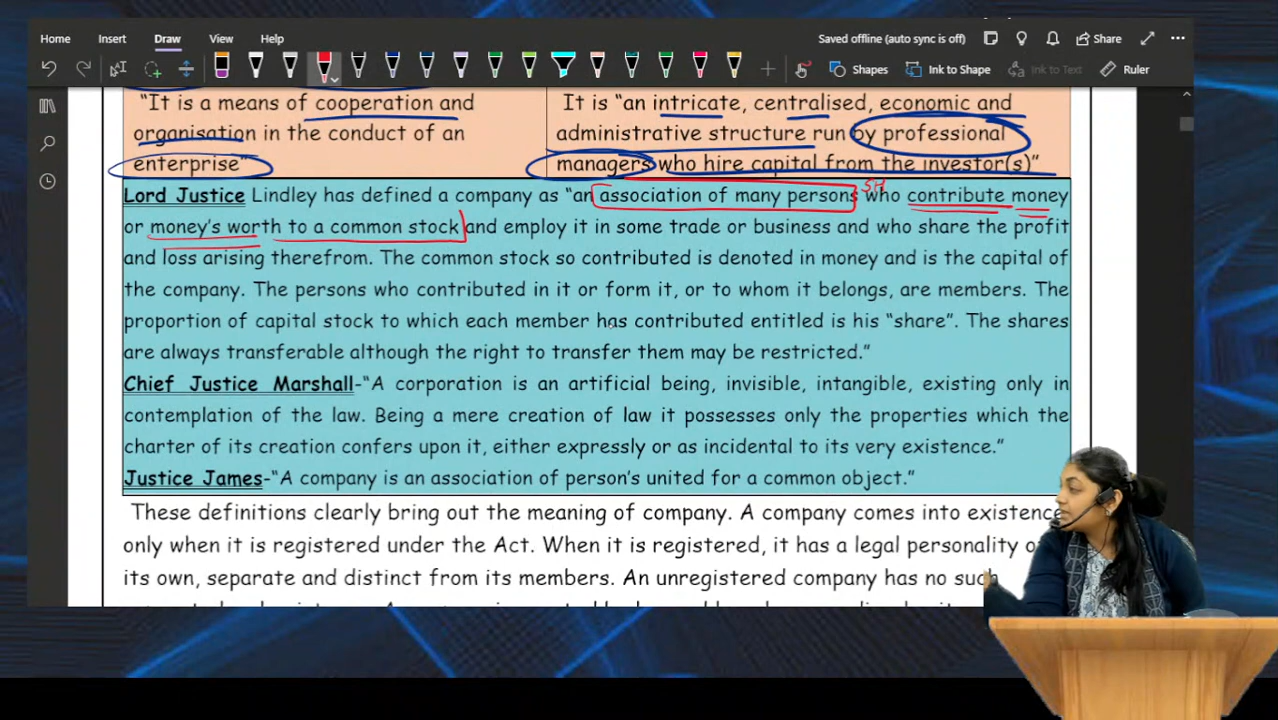 Home Insert Draw View Help Saved offline (auto sync is off) Share
Shapes Ink to Shape Ink to Text Ruler
“It is a means of cooperation and
organisation in the conduct of an
enterprise”
It is “an intricate, centralised, economic and
administrative structure run by professional
managers who hire capital from the investor(s)”
SH
Lord Justice Lindley has defined a company as “an association of many persons who contribute money
or money’s worth to a common stock and employ it in some trade or business and who share the profit
and loss arising therefrom. The common stock so contributed is denoted in money and is the capital of
the company. The persons who contributed in it or form it, or to whom it belongs, are members. The
proportion of capital stock to which each member has contributed entitled is his “share”. The shares
are always transferable although the right to transfer them may be restricted.”
Chief Justice Marshall-“A corporation is an artificial being, invisible, intangible, existing only in
contemplation of the law. Being a mere creation of law it possesses only the properties which the
charter of its creation confers upon it, either expressly or as incidental to its very existence.”
Justice James-“A company is an association of person’s united for a common object.”
These definitions clearly bring out the meaning of company. A company comes into existence
only when it is registered under the Act. When it is registered, it has a legal personality
its own, separate and distinct from its members. An unregistered company has no such